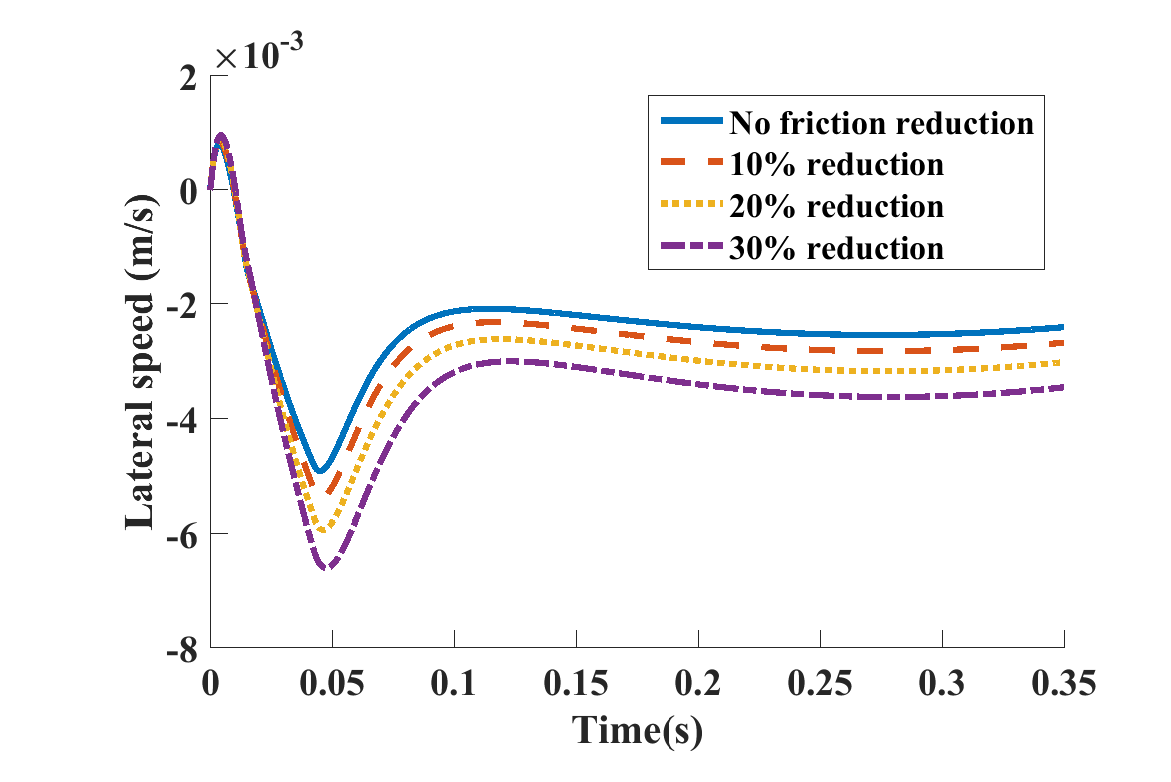 ×10-3
2
0
-2
-4
-6
-8
0 0.05 0.1 0.15 0.2 0.25 0.3 0.35
Time(s)
Lateral speed (m/s)
No friction reduction
10% reduction
20% reduction
30% reduction